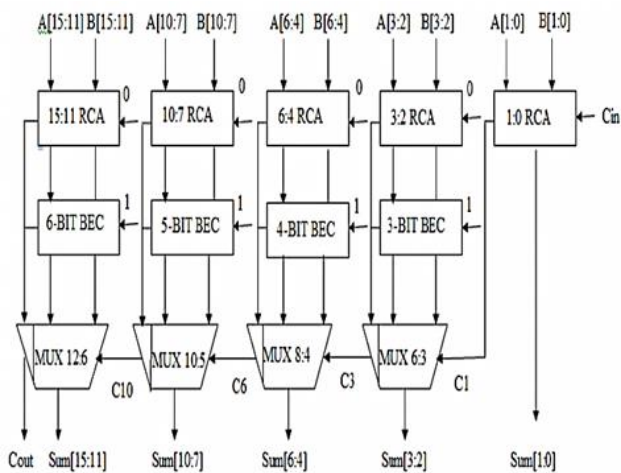 A[15:11] B[15:11] A[10:7] B[10:7] A[6:4] B[6:4] A[3:2] B[3:2] A[1:0] B[1:0]
0 0 0 0
15:11 RCA 10:7 RCA 6:4 RCA 3:2 RCA 1:0 RCA Cin
1 1 1 1
6-BIT BEC 5-BIT BEC 4-BIT BEC 3-BIT BEC
MUX 12:6 MUX 10:5 MUX 8:4 MUX 6:3
C10 C6 C3 C1
Cout Sum[15:11] Sum[10:7] Sum[6:4] Sum[3:2] Sum[1:0]